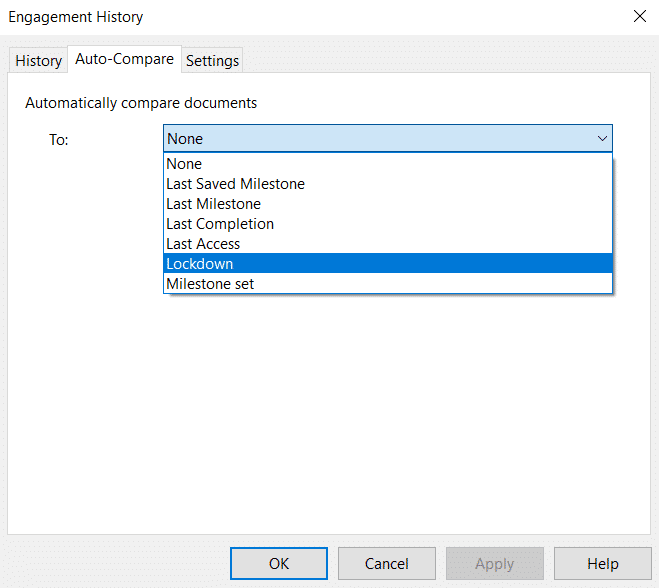 Engagement History
History Auto-Compare Settings
Automatically compare documents
To: None
None
Last Saved Milestone
Last Milestone
Last Completion
Last Access
Lockdown
Milestone set
OK Cancel Apply Help